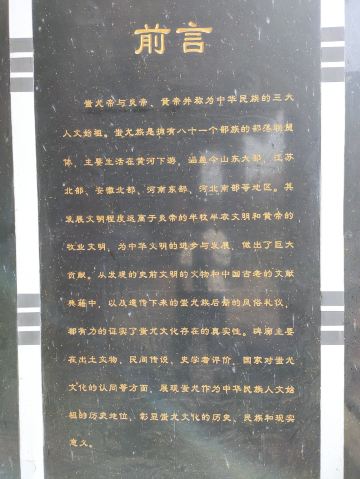 前言
蚩尤帝与炎帝、黄帝并称为中华民族的三大
人文始祖。蚩尤族是拥有八十一个部族的部落联盟
体，主要生活在黄河下游，涵盖今山东大部、江苏
北部、安徽北部、河南东部、河北南部等地区。其
发展文明程度远高于炎帝的半牧半农文明和黄帝的
牧业文明，为中华文明的进步与发展，做出了巨大
贡献。从发现的史前文明的文物和中国古老的文献
典籍中，以及遗传下来的蚩尤族后裔的风俗礼仪，
都有力的证实了蚩尤文化存在的真实性。碑廊主要
在出土文物、民间传说、史学者评价、国家对蚩尤
文化的认同等方面，展现蚩尤作为中华民族人文始
祖的历史地位，彰显蚩尤文化的历史、民族和现实
意义。